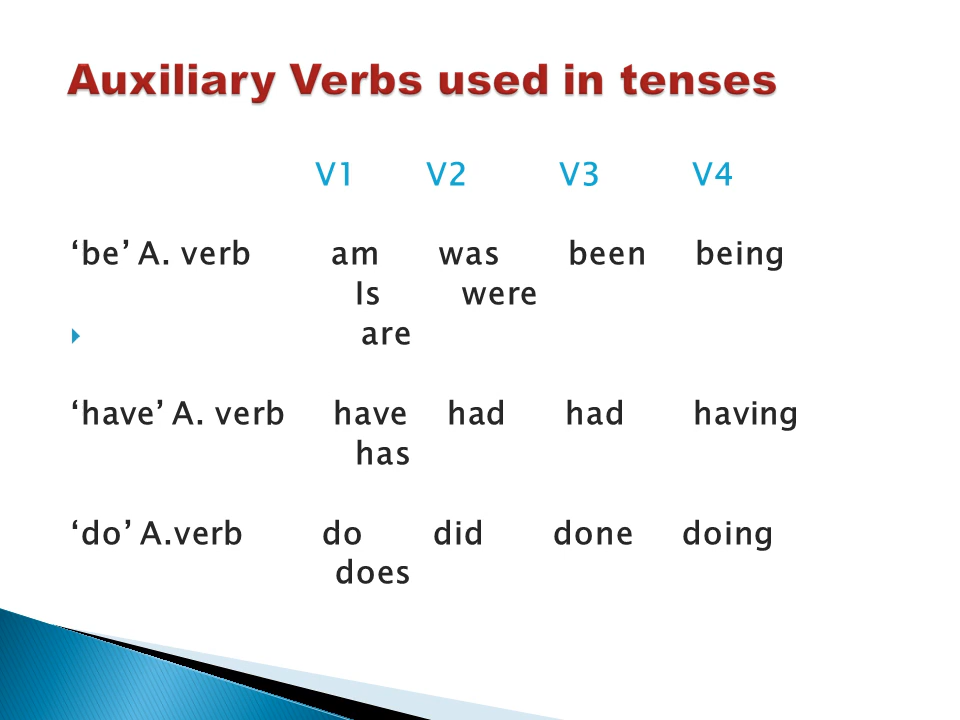 Auxiliary Verbs used in tenses
V1 V2 V3 V4
‘be’ A. verb am was been being
Is were
are
‘have’ A. verb have had had having
has
‘do’ A.verb do did done doing
does